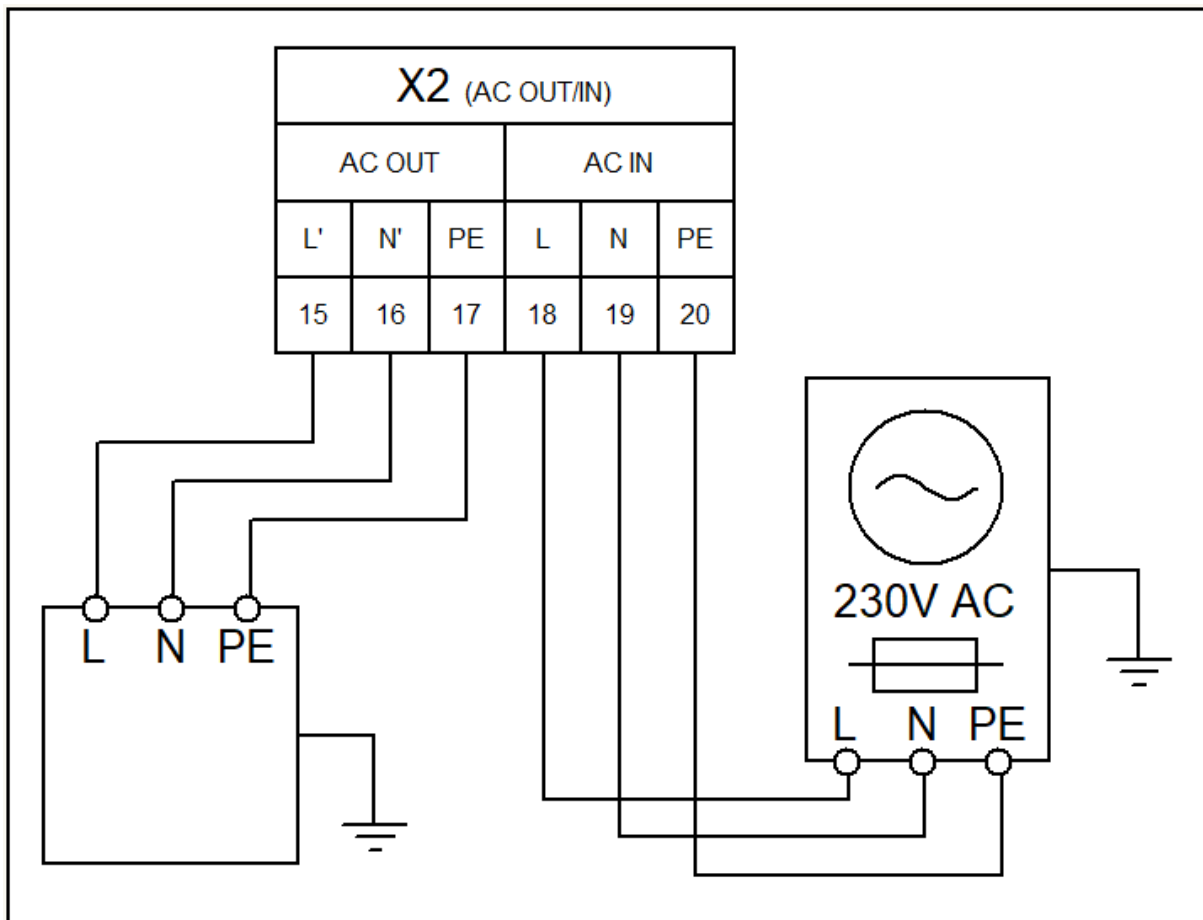 X2 (AC OUT/IN)
AC OUT AC IN
L' N' PE L N PE
15 16 17 18 19 20
230V AC
L N PE
L N PE